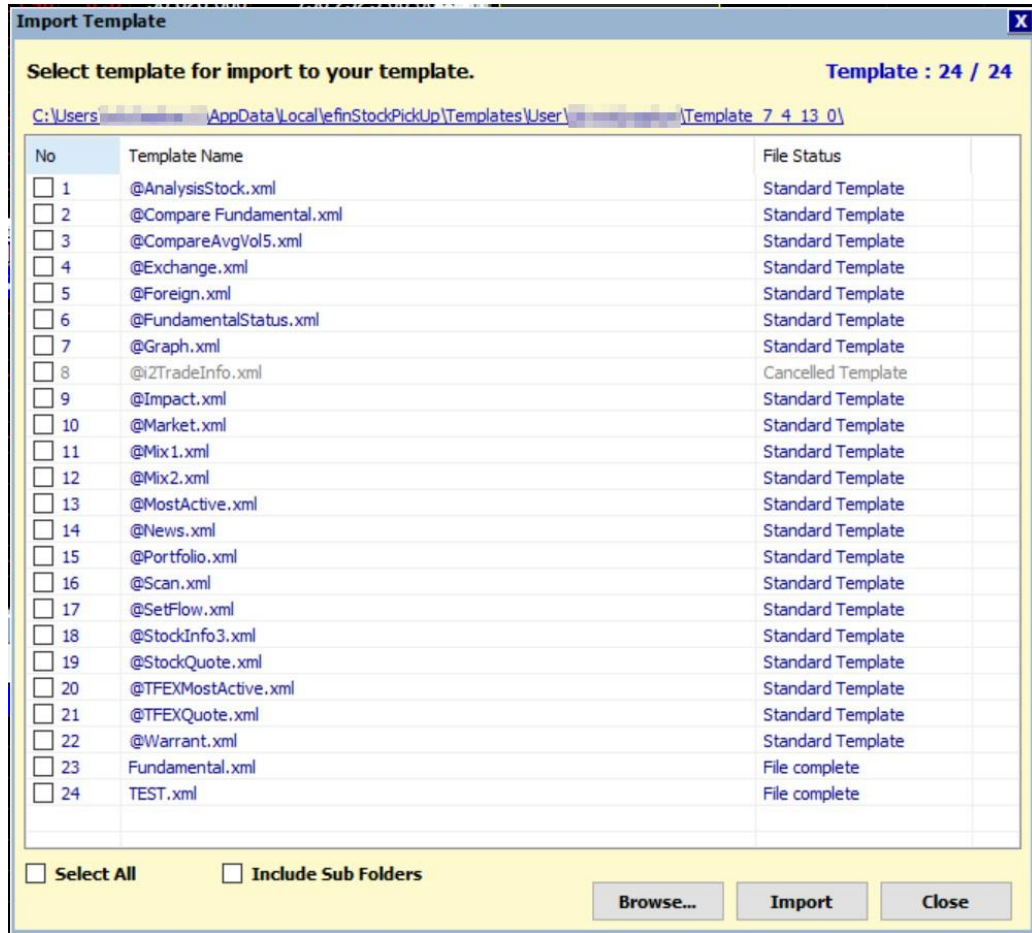 Import Template
X
Select template for import to your template. Template : 24 / 24
C:\Users \AppData\Local\efinStockPickUp\Templates\User\ \Template_7_4_13_0\
No Template Name File Status
1 @AnalysisStock.xml Standard Template
2 @Compare Fundamental.xml Standard Template
3 @CompareAvgVol5.xml Standard Template
4 @Exchange.xml Standard Template
5 @Foreign.xml Standard Template
6 @FundamentalStatus.xml Standard Template
7 @Graph.xml Standard Template
8 @i2TradeInfo.xml Cancelled Template
9 @Impact.xml Standard Template
10 @Market.xml Standard Template
11 @Mix1.xml Standard Template
12 @Mix2.xml Standard Template
13 @MostActive.xml Standard Template
14 @News.xml Standard Template
15 @Portfolio.xml Standard Template
16 @Scan.xml Standard Template
17 @SetFlow.xml Standard Template
18 @StockInfo3.xml Standard Template
19 @StockQuote.xml Standard Template
20 @TFEXMostActive.xml Standard Template
21 @TFEXQuote.xml Standard Template
22 @Warrant.xml Standard Template
23 Fundamental.xml File complete
24 TEST.xml File complete
Select All Include Sub Folders
Browse... Import Close